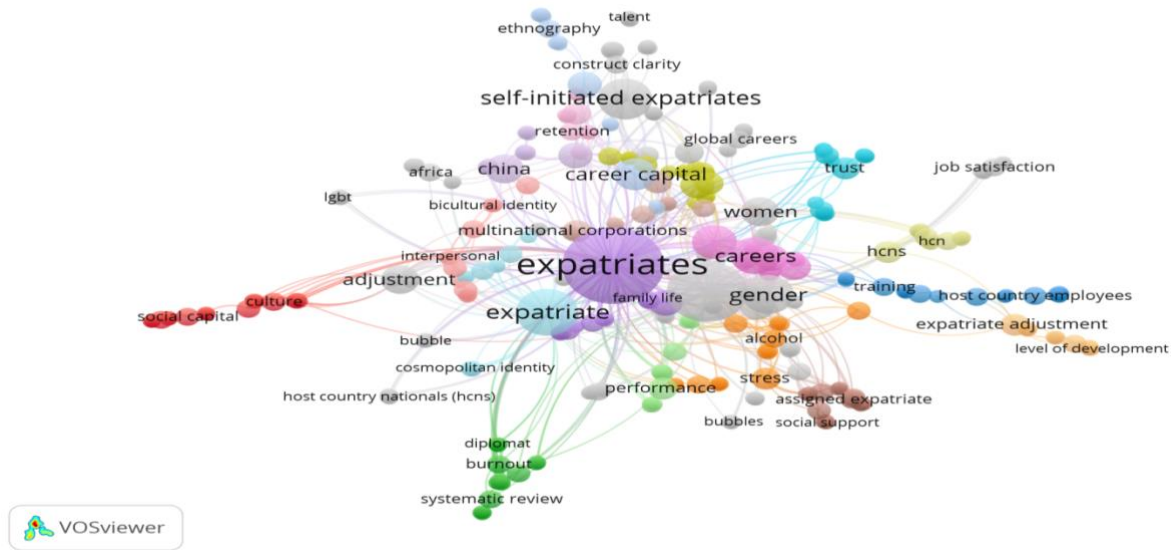 talent
ethnography
construct clarity
self-initiated expatriates
retention
global careers
africa
china
career capital
trust
job satisfaction
lgbt
bicultural identity
women
multinational corporations
hcn
interpersonal
careers
hcns
expatriates
adjustment
training
family life
gender
host country employees
culture
social capital
expatriate
expatriate adjustment
bubble
alcohol
level of development
cosmopolitan identity
stress
performance
host country nationals (hcns)
assigned expatriate
bubbles
social support
diplomat
burnout
systematic review
VOSviewer